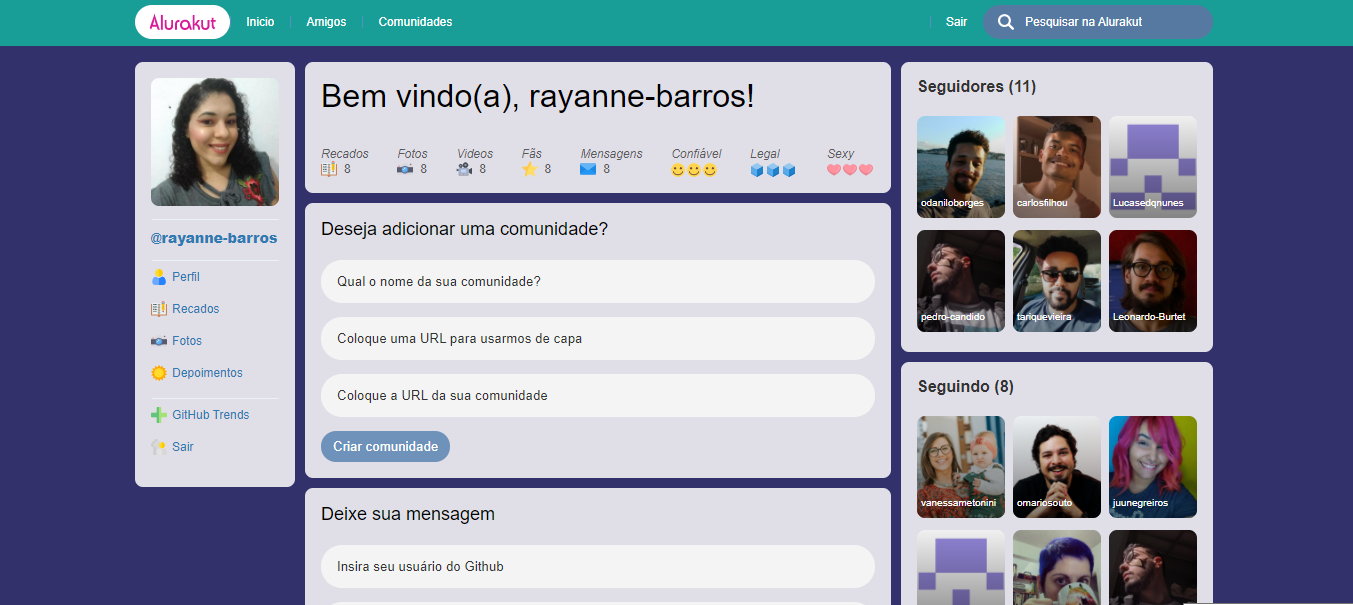 Alurakut
Inicio
Amigos
Comunidades
Sair
Pesquisar na Alurakut
@rayanne-barros
Perfil
Recados
Fotos
Depoimentos
GitHub Trends
Sair
Bem vindo(a), rayanne-barros!
Recados Fotos Videos Fãs Mensagens Confiável Legal Sexy
8 8 8 8 8
Deseja adicionar uma comunidade?
Qual o nome da sua comunidade?
Coloque uma URL para usarmos de capa
Coloque a URL da sua comunidade
Criar comunidade
Deixe sua mensagem
Insira seu usuário do Github
Seguidores (11)
odaniloborges carlosfilhou Lucasedqnunes
pedro-candido tariquevieira Leonardo-Burtet
Seguindo (8)
vanessametonini omariosouto juunegreiros